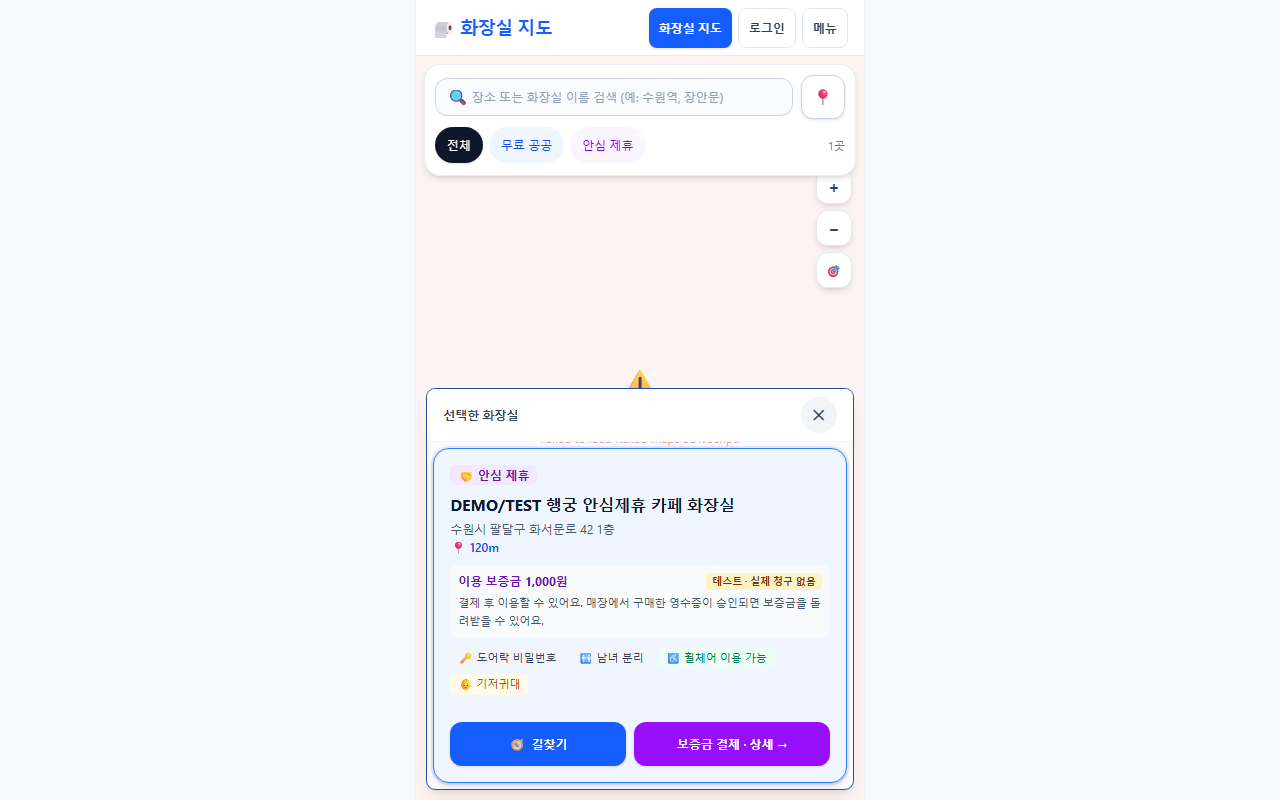 화장실 지도
화장실 지도
로그인
메뉴
장소 또는 화장실 이름 검색 (예: 수원역, 장안문)
전체
무료 공공
안심 제휴
1곳
+
−
선택한 화장실
안심 제휴
DEMO/TEST 행궁 안심제휴 카페 화장실
수원시 팔달구 화서문로 42 1층
120m
이용 보증금 1,000원
테스트 · 실제 청구 없음
결제 후 이용할 수 있어요. 매장에서 구매한 영수증이 승인되면 보증금을 돌
려받을 수 있어요.
도어락 비밀번호
남녀 분리
휠체어 이용 가능
기저귀대
길찾기
보증금 결제 · 상세 →